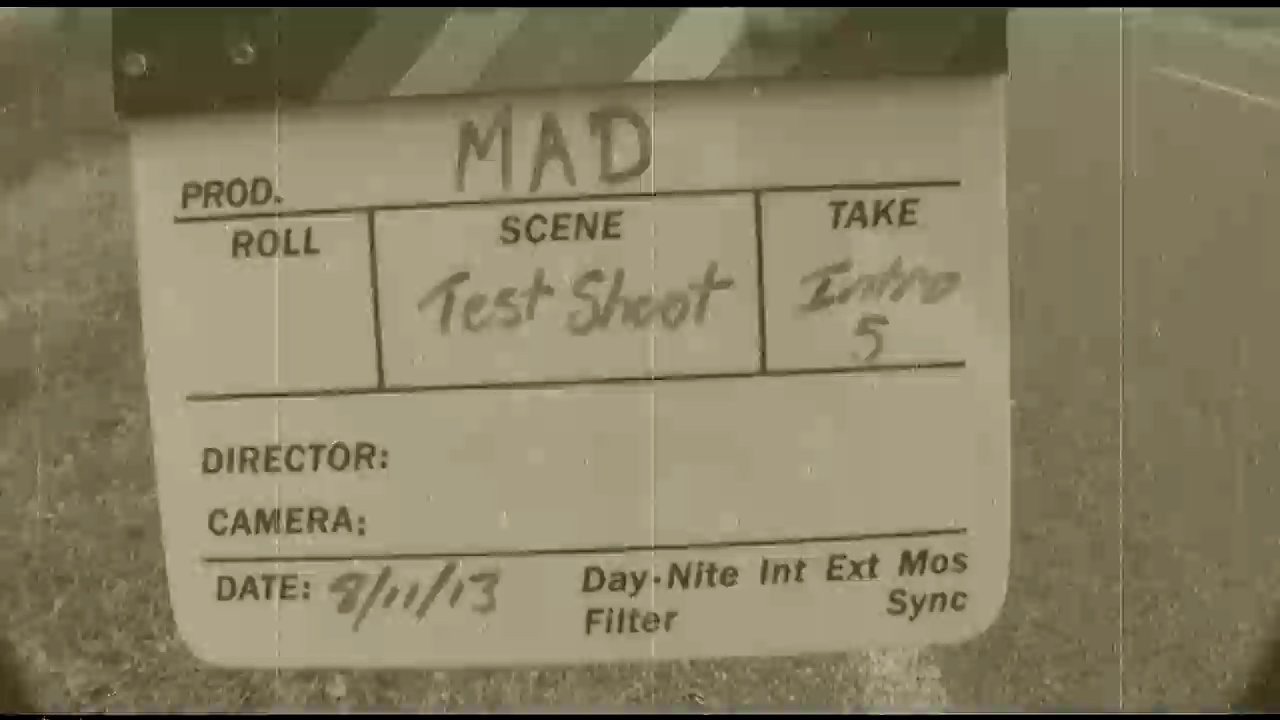 MAD
PROD.
ROLL SCENE TAKE
Test Shoot Intro
5
DIRECTOR:
CAMERA:
DATE: 8/11/13 Day-Nite Int Ext Mos
Filter Sync